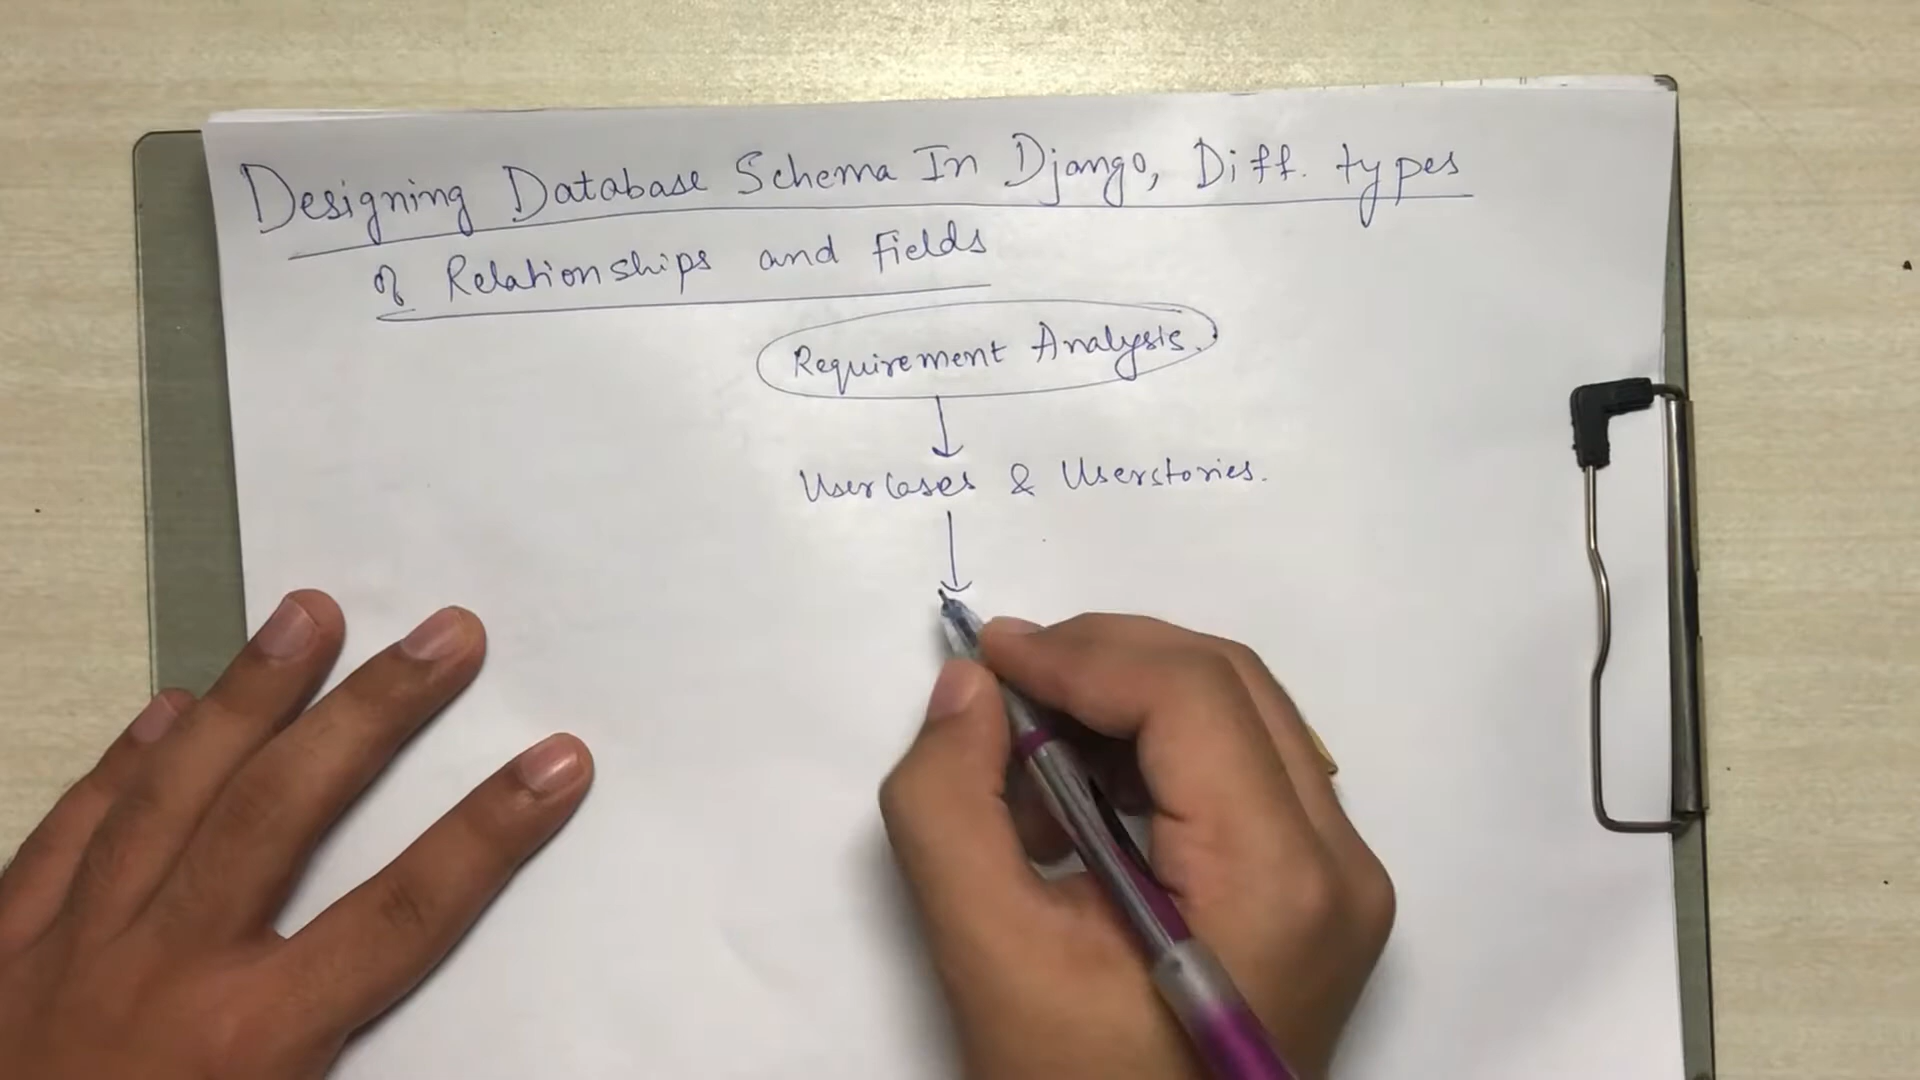 Designing Database Schema In Django, Diff. types
of Relationships and fields
Requirement Analysis.
UserCases & Userstories.